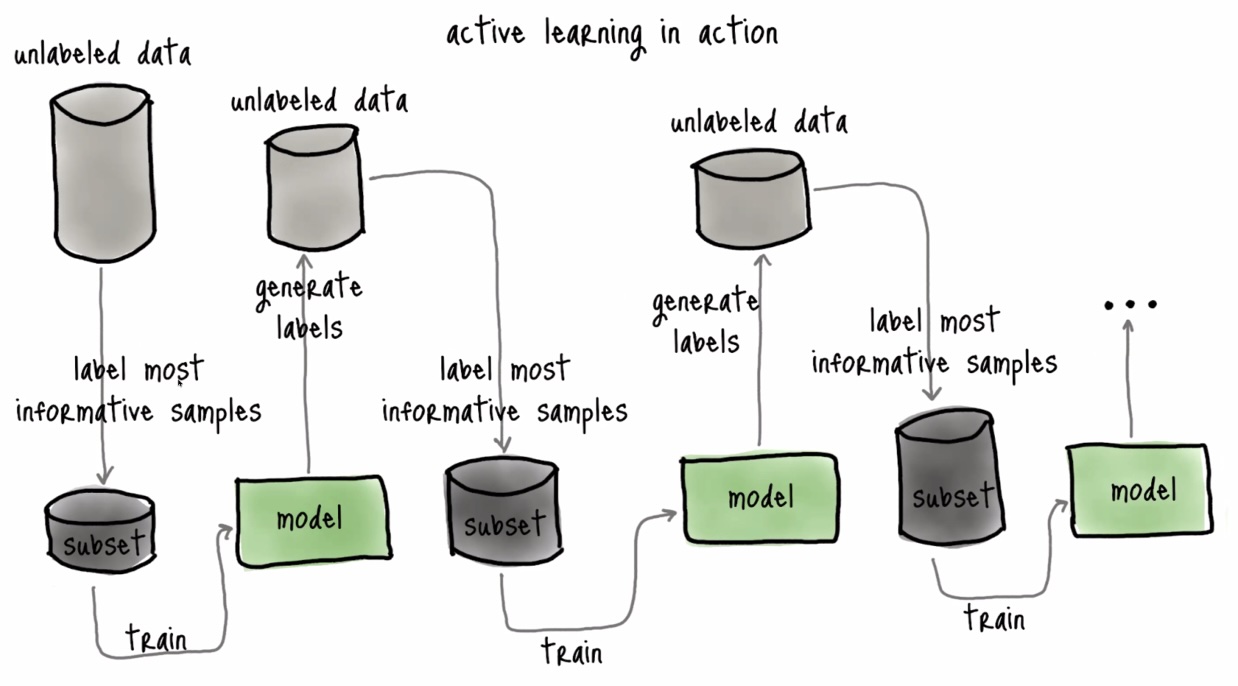 active learning in action
unlabeled data
unlabeled data
unlabeled data
generate
labels
generate
labels
label most
informative samples
label most
informative samples
label most
informative samples
...
subset
model
subset
model
subset
model
train
train
train